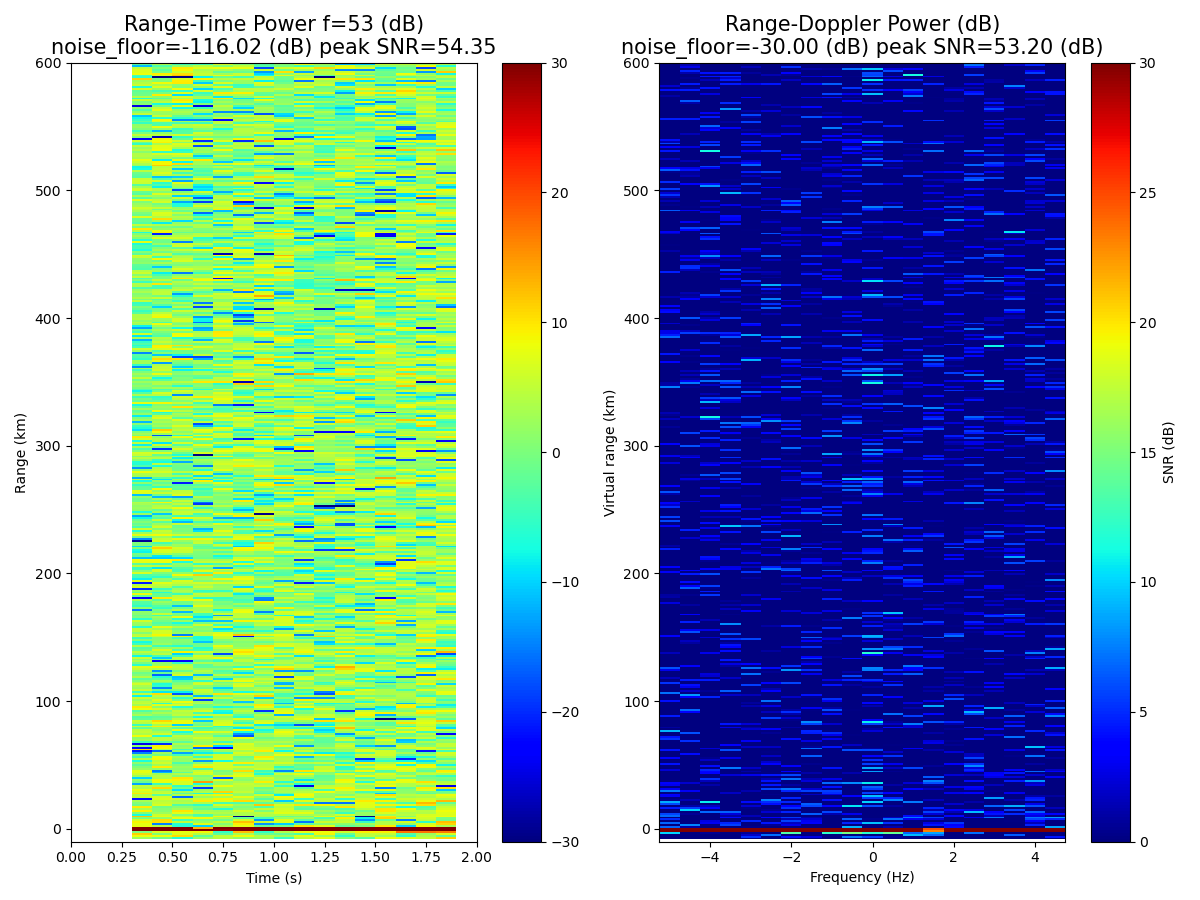 Range-Time Power f=53 (dB)
noise_floor=-116.02 (dB) peak SNR=54.35
600
500
400
300
200
100
0
Range (km)
0.00 0.25 0.50 0.75 1.00 1.25 1.50 1.75 2.00
Time (s)
30
20
10
0
−10
−20
−30
Range-Doppler Power (dB)
noise_floor=-30.00 (dB) peak SNR=53.20 (dB)
600
500
400
300
200
100
0
Virtual range (km)
−4 −2 0 2 4
Frequency (Hz)
30
25
20
15
10
5
0
SNR (dB)